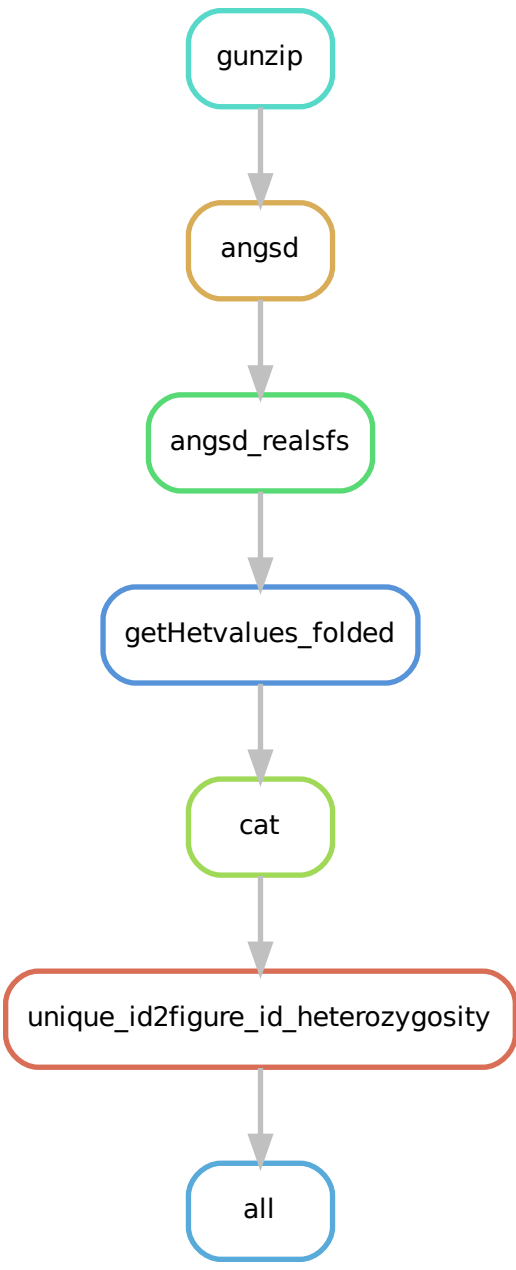 gunzip
angsd
angsd_realsfs
getHetvalues_folded
cat
unique_id2figure_id_heterozygosity
all